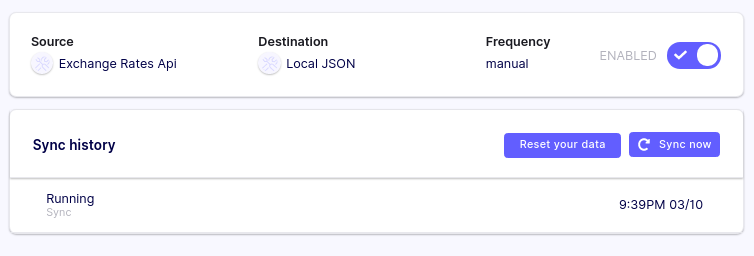 Source
Destination
Frequency
Exchange Rates Api
Local JSON
manual
ENABLED
Sync history
Reset your data
Sync now
Running
Sync
9:39PM 03/10